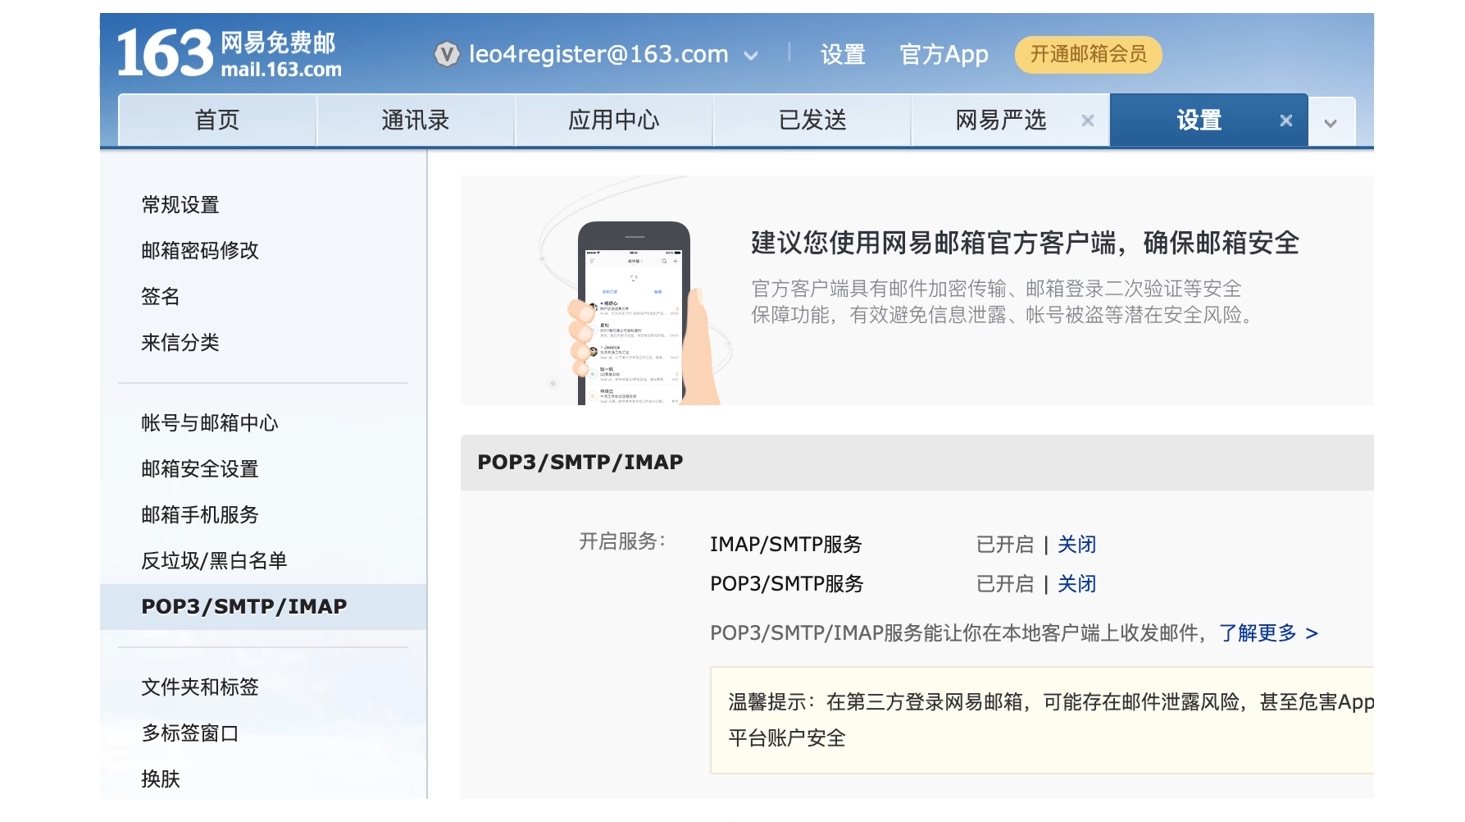 163 网易免费邮
mail.163.com
leo4register@163.com
设置
官方App
开通邮箱会员
首页
通讯录
应用中心
已发送
网易严选
设置
常规设置
邮箱密码修改
签名
来信分类
帐号与邮箱中心
邮箱安全设置
邮箱手机服务
反垃圾/黑白名单
POP3/SMTP/IMAP
文件夹和标签
多标签窗口
换肤
建议您使用网易邮箱官方客户端，确保邮箱安全
官方客户端具有邮件加密传输、邮箱登录二次验证等安全
保障功能，有效避免信息泄露、帐号被盗等潜在安全风险。
POP3/SMTP/IMAP
开启服务：
IMAP/SMTP服务 已开启 | 关闭
POP3/SMTP服务 已开启 | 关闭
POP3/SMTP/IMAP服务能让你在本地客户端上收发邮件，了解更多 >
温馨提示：在第三方登录网易邮箱，可能存在邮件泄露风险，甚至危害App
平台账户安全